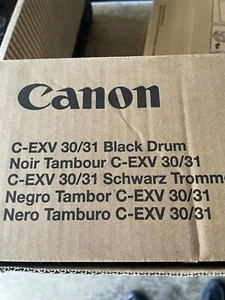 Canon
C-EXV 30/31 Black Drum
Noir Tambour C-EXV 30/31
C-EXV 30/31 Schwarz Tromme
Negro Tambor C-EXV 30/31
Nero Tamburo C-EXV 30/31